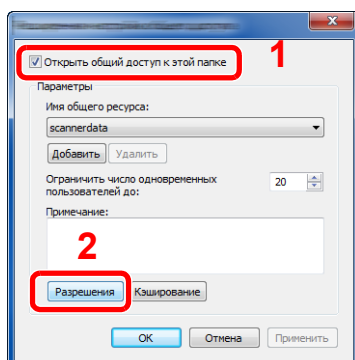 1
Открыть общий доступ к этой папке
Параметры
Имя общего ресурса:
scannerdata
Добавить Удалить
Ограничить число одновременных 20
пользователей до:
Примечание:
2
Разрешения Кэширование
ОК Отмена Применить